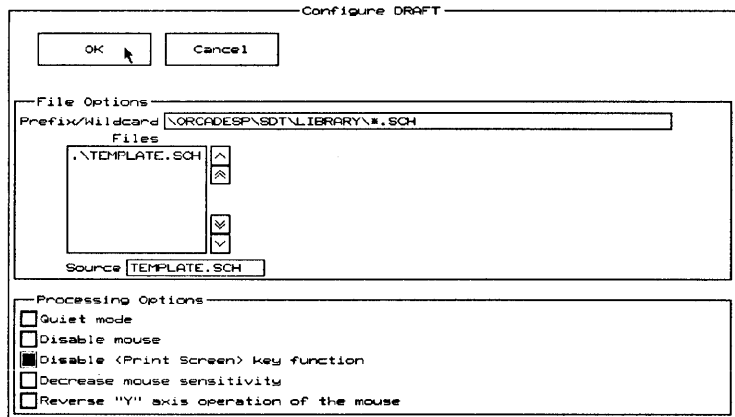 Configure DRAFT
OK
Cancel
File Options
Prefix/Wildcard \ORCADESP\SDT\LIBRARY\*.SCH
Files
.\TEMPLATE.SCH
Source TEMPLATE.SCH
Processing Options
Quiet mode
Disable mouse
Disable <Print Screen> key function
Decrease mouse sensitivity
Reverse "Y" axis operation of the mouse